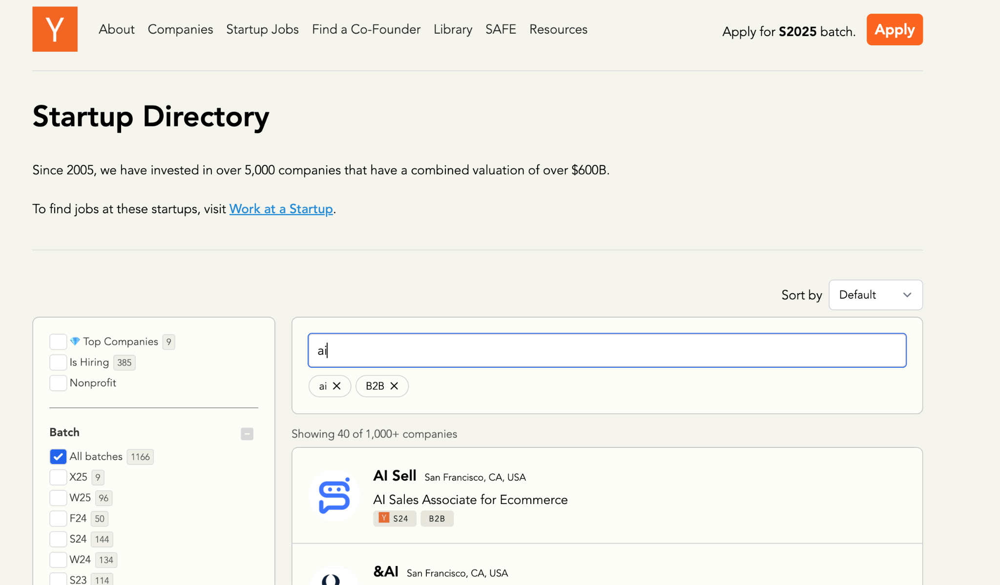 Y
About Companies Startup Jobs Find a Co-Founder Library SAFE Resources
Apply for S2025 batch. Apply
Startup Directory
Since 2005, we have invested in over 5,000 companies that have a combined valuation of over $600B.
To find jobs at these startups, visit Work at a Startup.
Sort by Default
Top Companies 9
Is Hiring 385
Nonprofit
Batch
All batches 1166
X25 9
W25 96
F24 50
S24 144
W24 134
S23 114
ai
ai B2B
Showing 40 of 1,000+ companies
AI Sell San Francisco, CA, USA
AI Sales Associate for Ecommerce
Y S24 B2B
&AI San Francisco, CA, USA